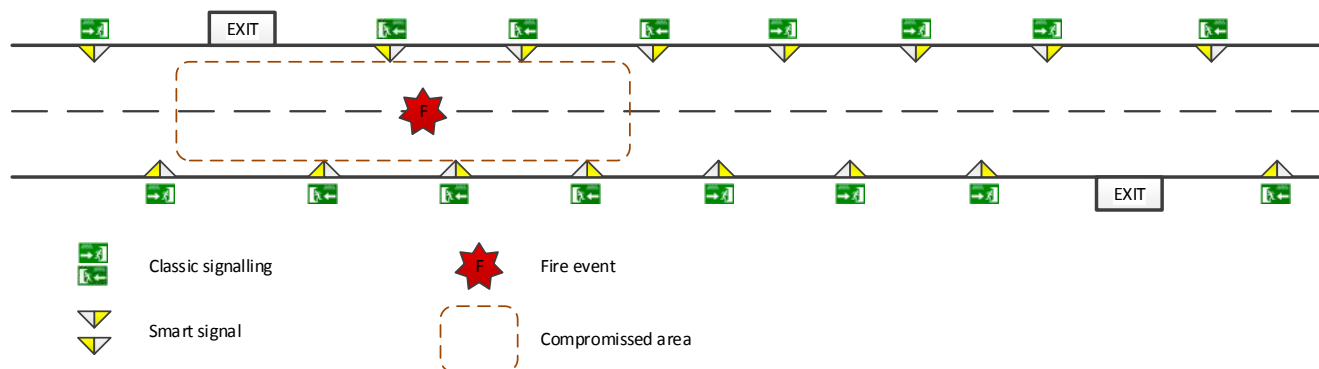 EXIT
F
EXIT
Classic signalling
F
Fire event
Smart signal
Compromissed area